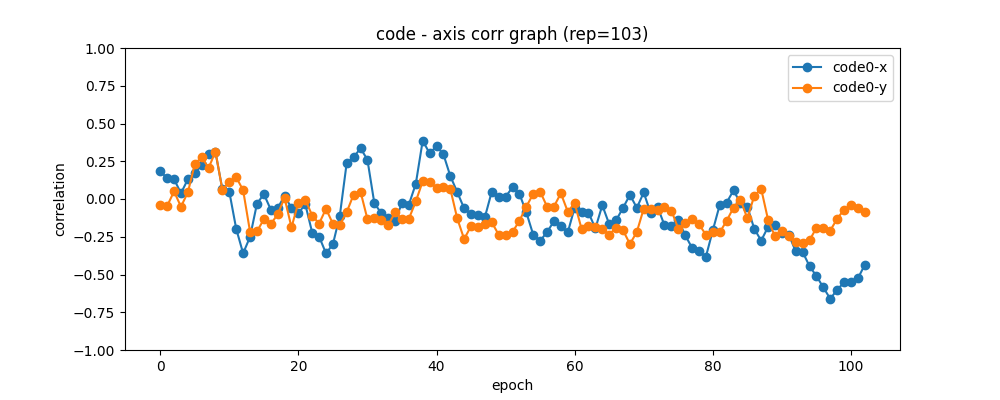 code - axis corr graph (rep=103)
1.00
0.75
0.50
0.25
0.00
−0.25
−0.50
−0.75
−1.00
correlation
code0-x
code0-y
0 20 40 60 80 100
epoch